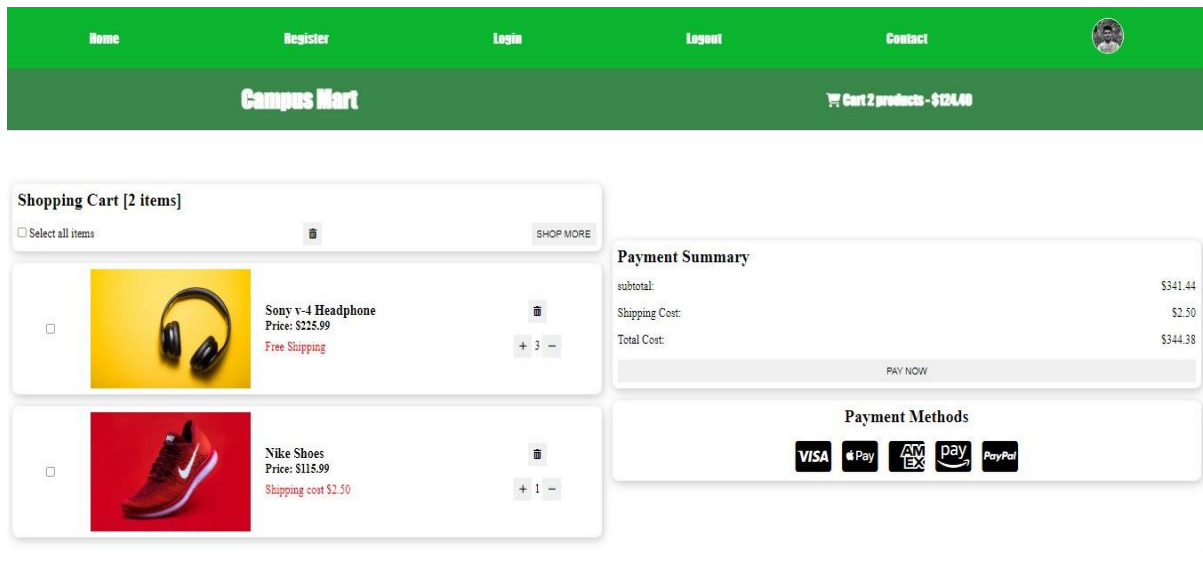 Home Register Login Logout Contact
Campus Mart
Cart 2 products - $124.40
Shopping Cart [2 items]
Select all items
SHOP MORE
Sony v-4 Headphone
Price: $225.99
Free Shipping
+ 3 −
Nike Shoes
Price: $115.99
Shipping cost $2.50
+ 1 −
Payment Summary
subtotal: $341.44
Shipping Cost: $2.50
Total Cost: $344.38
PAY NOW
Payment Methods
VISA Pay AM EX pay PayPal